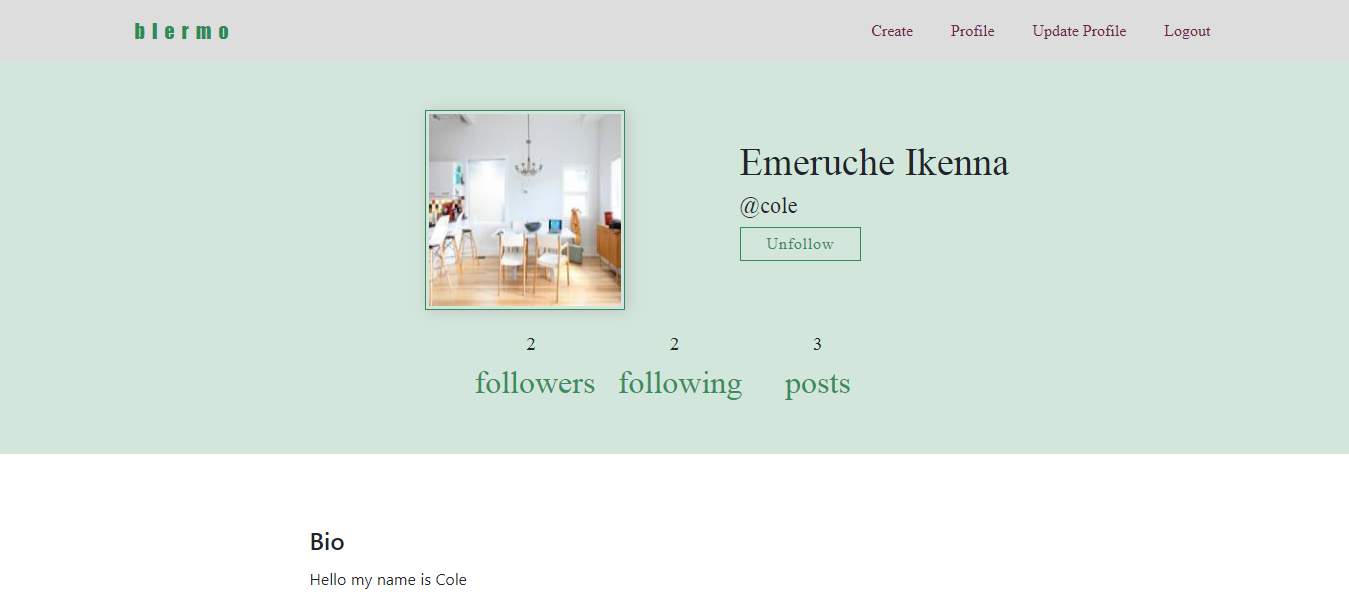 blermo Create Profile Update Profile Logout
Emeruche Ikenna
@cole
Unfollow
2 2 3
followers following posts
Bio
Hello my name is Cole